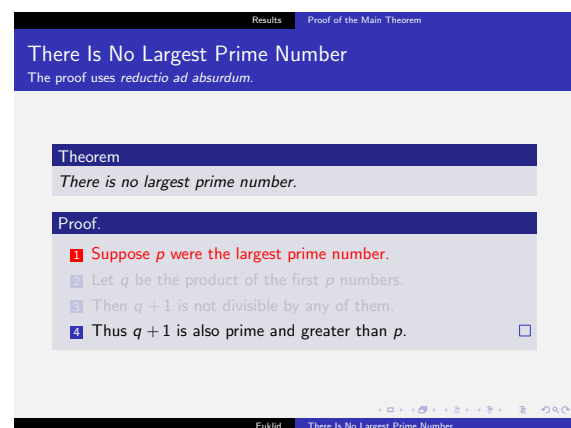 Results Proof of the Main Theorem
There Is No Largest Prime Number
The proof uses reductio ad absurdum.
Theorem
There is no largest prime number.
Proof.
1 Suppose p were the largest prime number.
2 Let q be the product of the first p numbers.
3 Then q + 1 is not divisible by any of them.
4 Thus q + 1 is also prime and greater than p.
Euklid There Is No Largest Prime Number